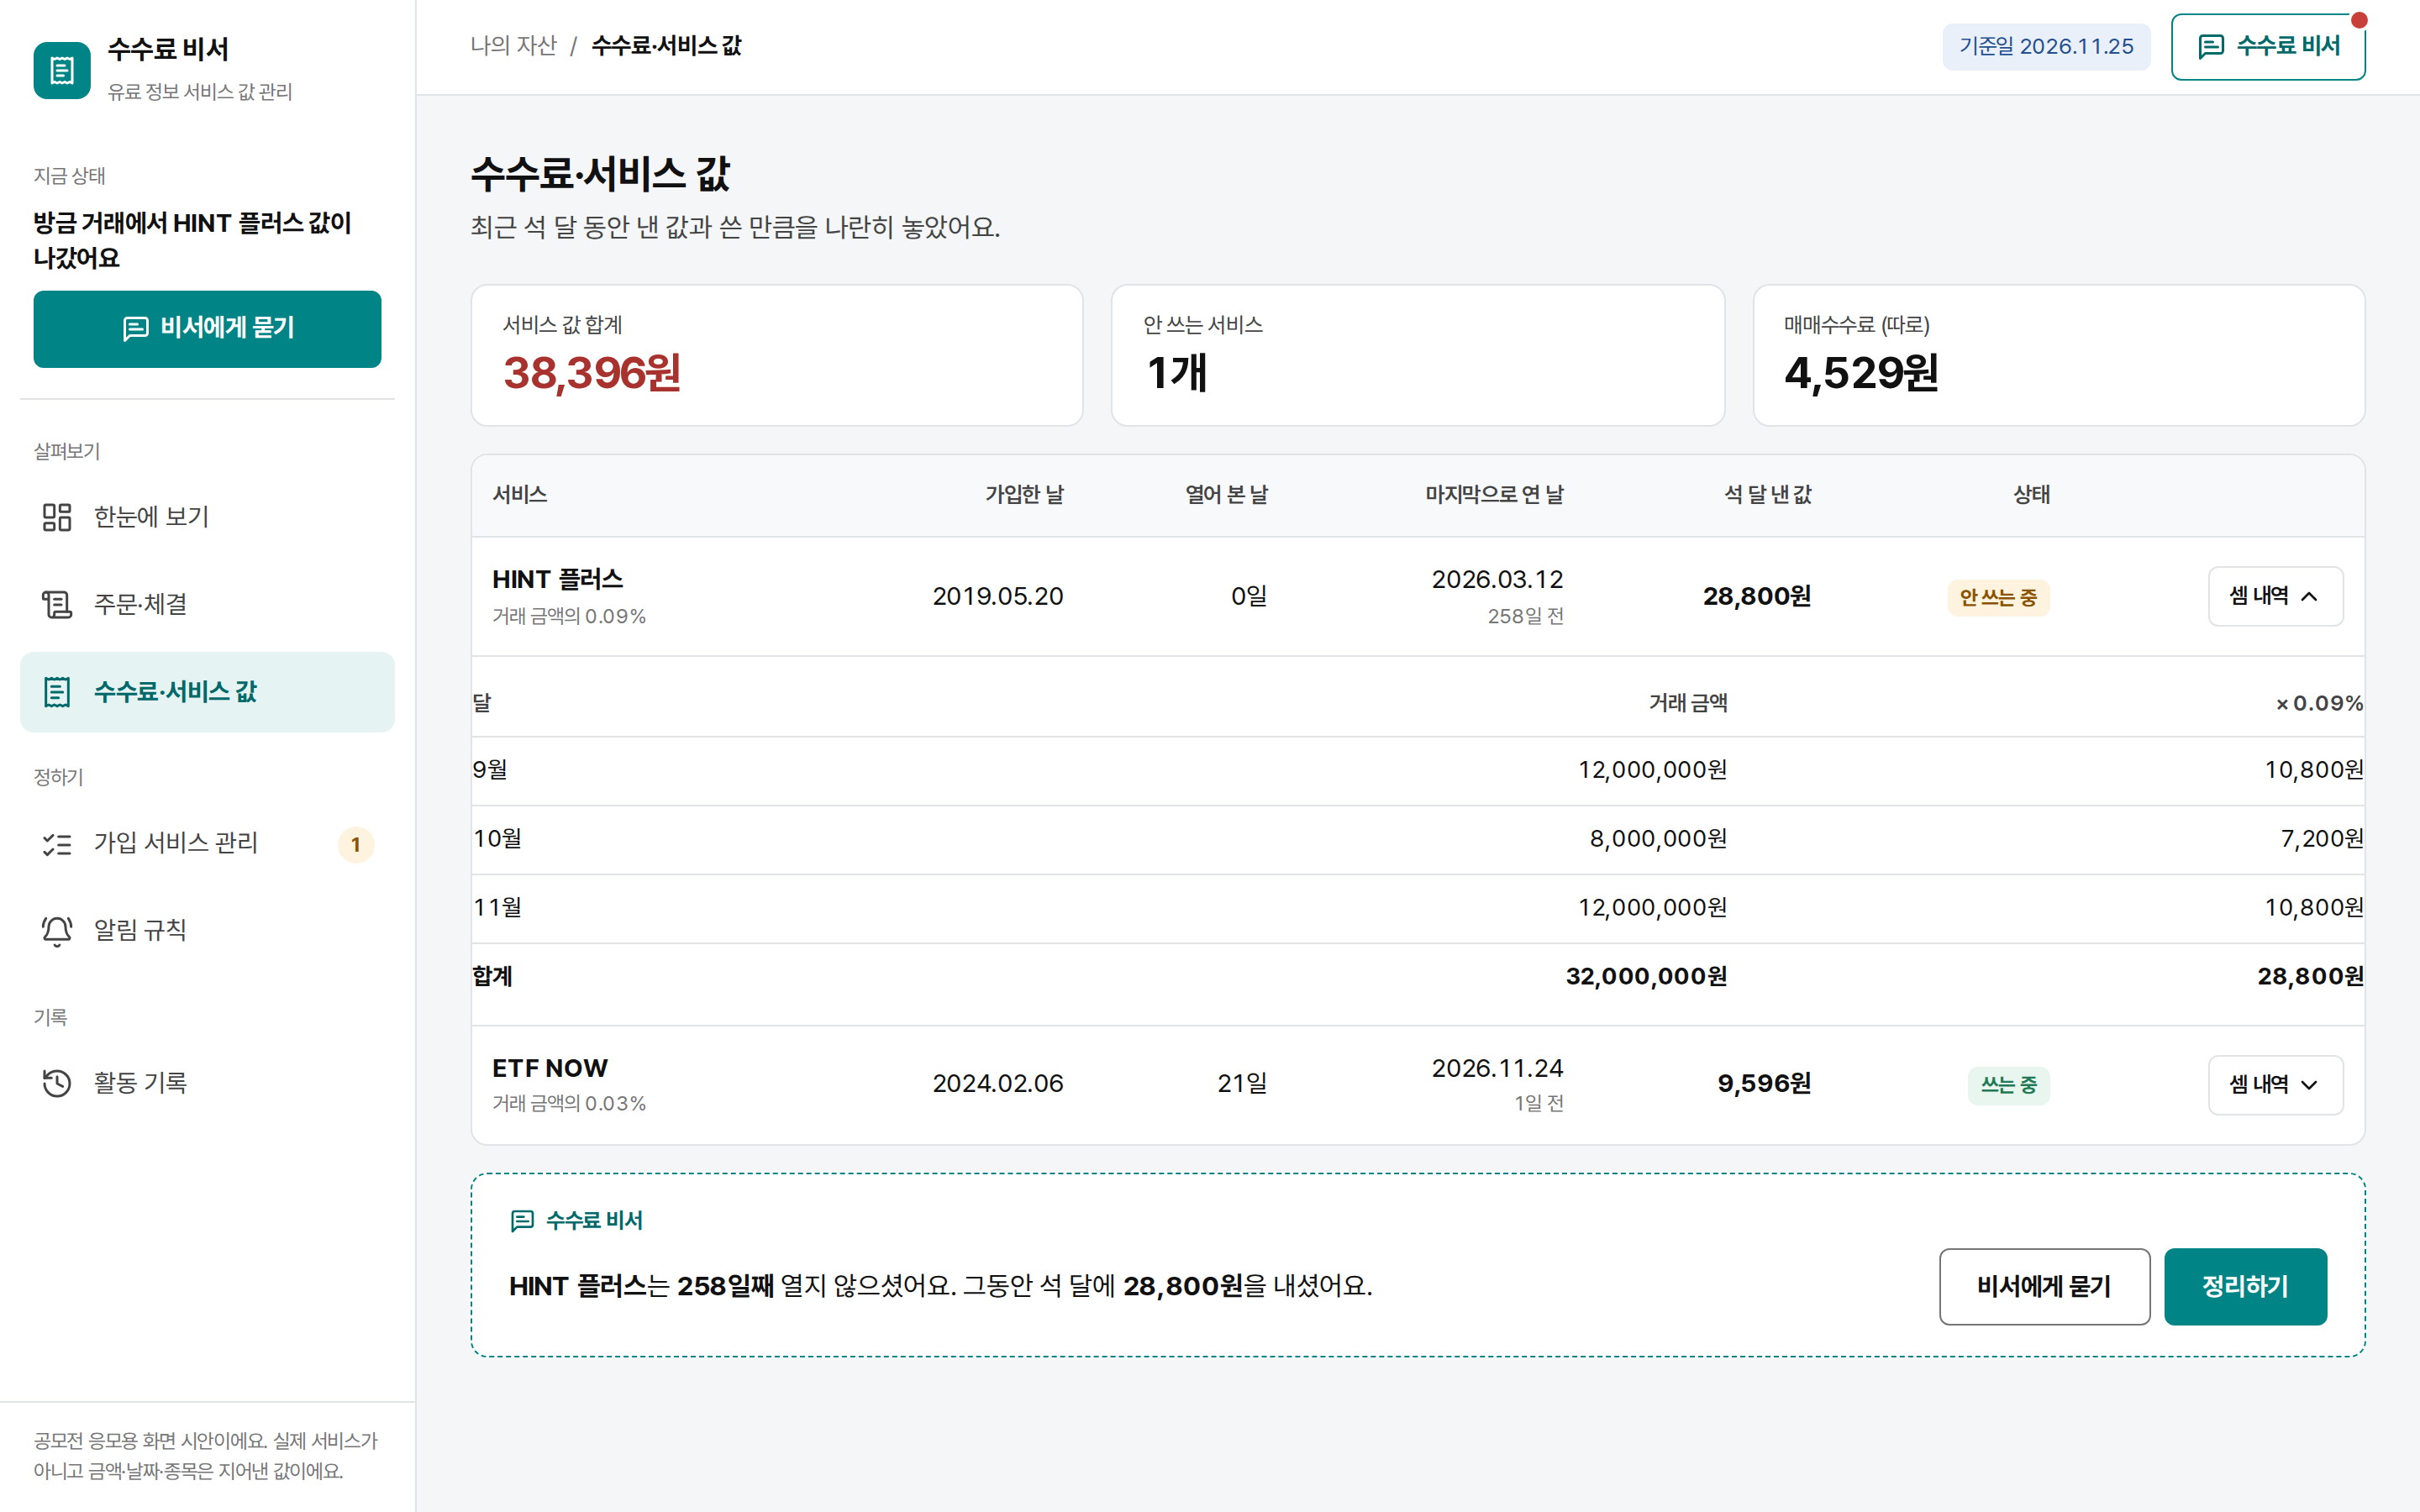 수수료 비서
유료 정보 서비스 값 관리
지금 상태
방금 거래에서 HINT 플러스 값이
나갔어요
비서에게 묻기
살펴보기
한눈에 보기
주문·체결
수수료·서비스 값
정하기
가입 서비스 관리 1
알림 규칙
기록
활동 기록
공모전 응모용 화면 시안이에요. 실제 서비스가
아니고 금액·날짜·종목은 지어낸 값이에요.
나의 자산 / 수수료·서비스 값
기준일 2026.11.25
수수료 비서
수수료·서비스 값
최근 석 달 동안 낸 값과 쓴 만큼을 나란히 놓았어요.
서비스 값 합계
38,396원
안 쓰는 서비스
1개
매매수수료 (따로)
4,529원
서비스 가입한 날 열어 본 날 마지막으로 연 날 석 달 낸 값 상태
HINT 플러스 2019.05.20 0일 2026.03.12 28,800원 안 쓰는 중 셈 내역
거래 금액의 0.09% 258일 전
달 거래 금액 × 0.09%
9월 12,000,000원 10,800원
10월 8,000,000원 7,200원
11월 12,000,000원 10,800원
합계 32,000,000원 28,800원
ETF NOW 2024.02.06 21일 2026.11.24 9,596원 쓰는 중 셈 내역
거래 금액의 0.03% 1일 전
수수료 비서
HINT 플러스는 258일째 열지 않으셨어요. 그동안 석 달에 28,800원을 내셨어요.
비서에게 묻기
정리하기